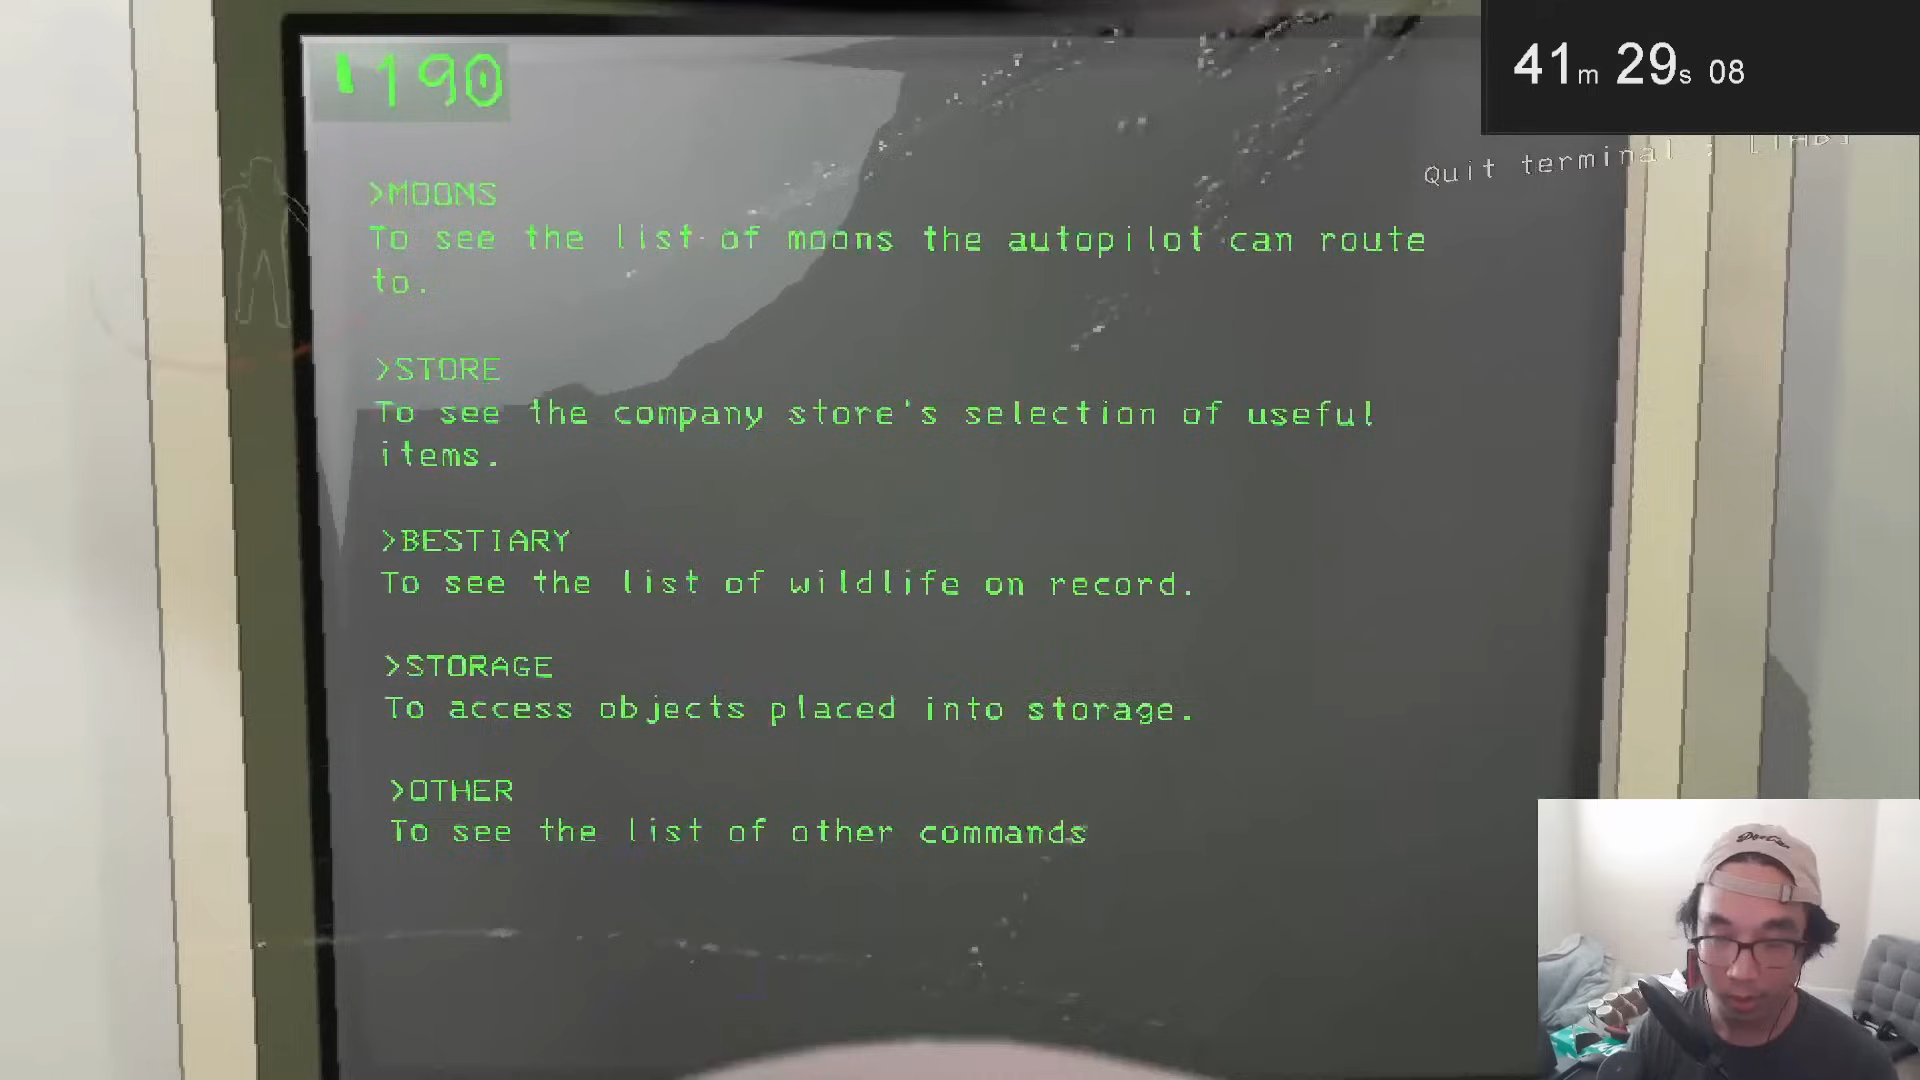 190
41m 29s 08
Quit terminal : [TAB]
>MOONS
To see the list of moons the autopilot can route
to.
>STORE
To see the company store's selection of useful
items.
>BESTIARY
To see the list of wildlife on record.
>STORAGE
To access objects placed into storage.
>OTHER
To see the list of other commands